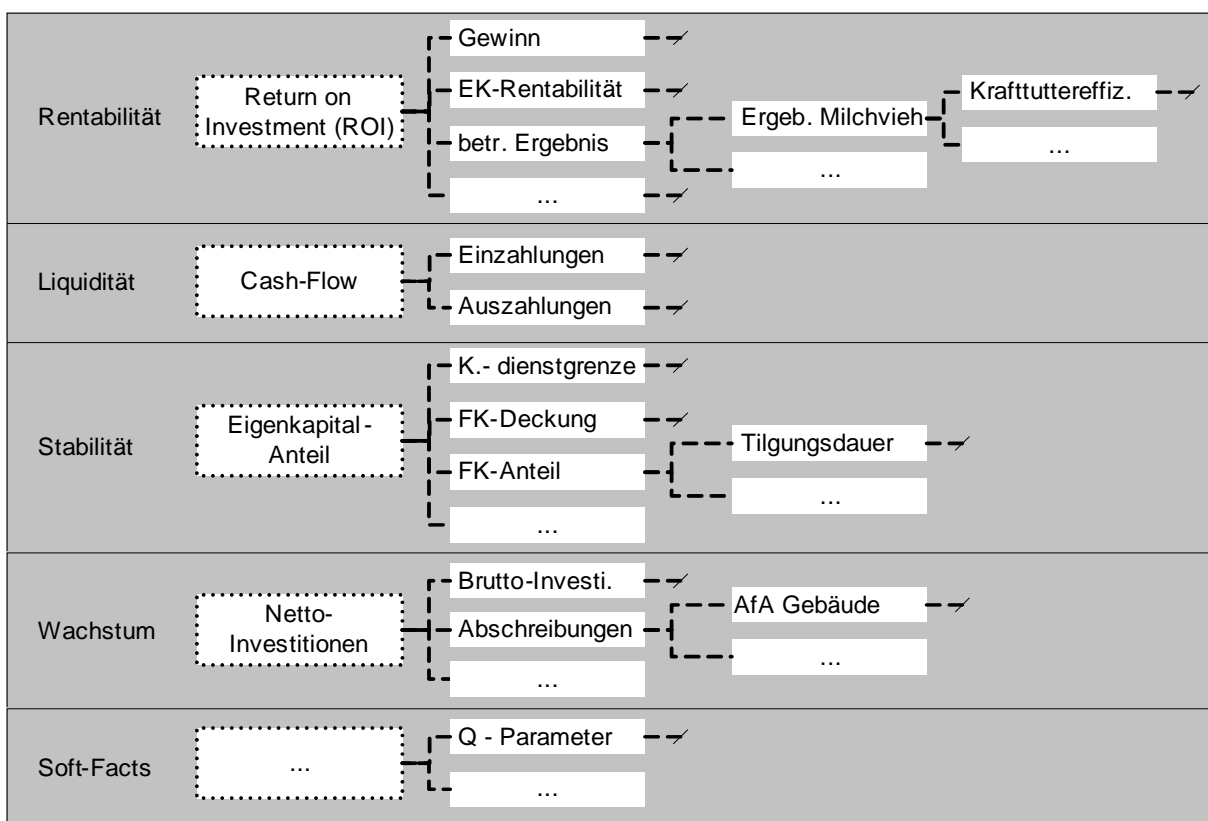 Rentabilität
Return on
Investment (ROI)
Gewinn
EK-Rentabilität
betr. Ergebnis
...
Ergeb. Milchvieh
...
Krafttuttereffiz.
...
Liquidität
Cash-Flow
Einzahlungen
Auszahlungen
Stabilität
Eigenkapital-
Anteil
K.- dienstgrenze
FK-Deckung
FK-Anteil
...
Tilgungsdauer
...
Wachstum
Netto-
Investitionen
Brutto-Investi.
Abschreibungen
...
AfA Gebäude
...
Soft-Facts
...
Q - Parameter
...